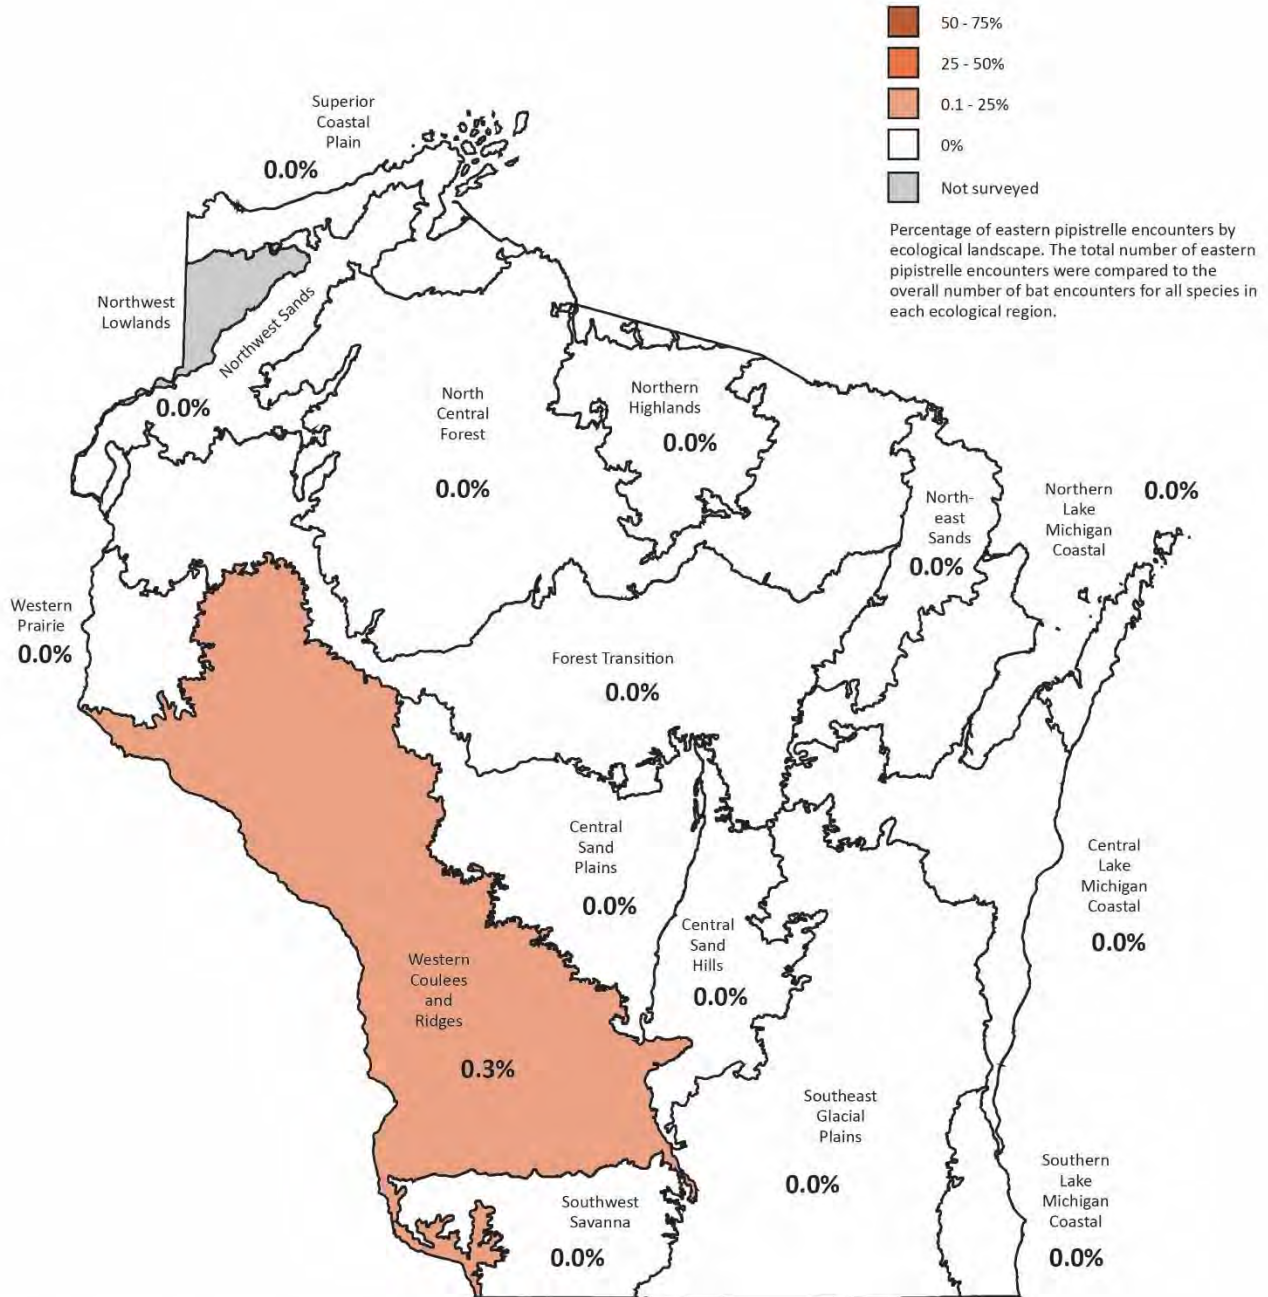 50 - 75%
25 - 50%
0.1 - 25%
0%
Not surveyed
Percentage of eastern pipistrelle encounters by
ecological landscape. The total number of eastern
pipistrelle encounters were compared to the
overall number of bat encounters for all species in
each ecological region.
Superior
Coastal
Plain
0.0%
Northwest
Lowlands
Northwest Sands
0.0%
North
Central
Forest
0.0%
Northern
Highlands
0.0%
North-
east
Sands
0.0%
Northern
Lake
Michigan
Coastal
0.0%
Western
Prairie
0.0%
Forest Transition
0.0%
Central
Sand
Plains
0.0%
Central
Sand
Hills
0.0%
Central
Lake
Michigan
Coastal
0.0%
Western
Coulees
and
Ridges
0.3%
Southeast
Glacial
Plains
0.0%
Southwest
Savanna
0.0%
Southern
Lake
Michigan
Coastal
0.0%